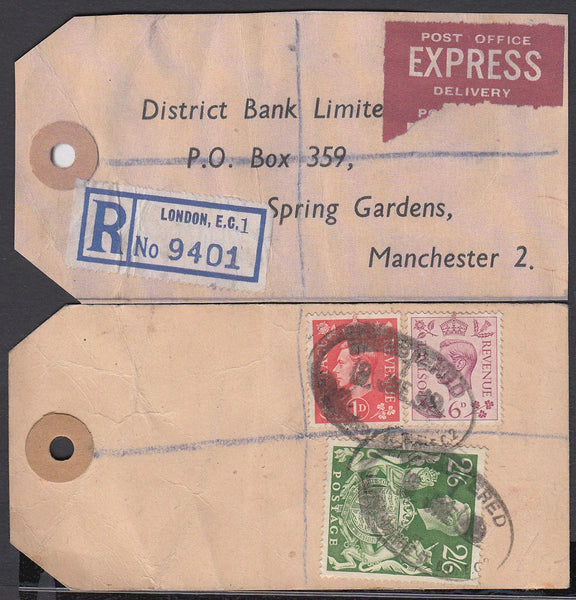 POST OFFICE
EXPRESS
DELIVERY
District Bank Limite
P.O. Box 359,
Spring Gardens,
Manchester 2.
R
LONDON, E.C.1
No 9401
REVENUE
1D
REVENUE
6D
2/6
POSTAGE
2/6